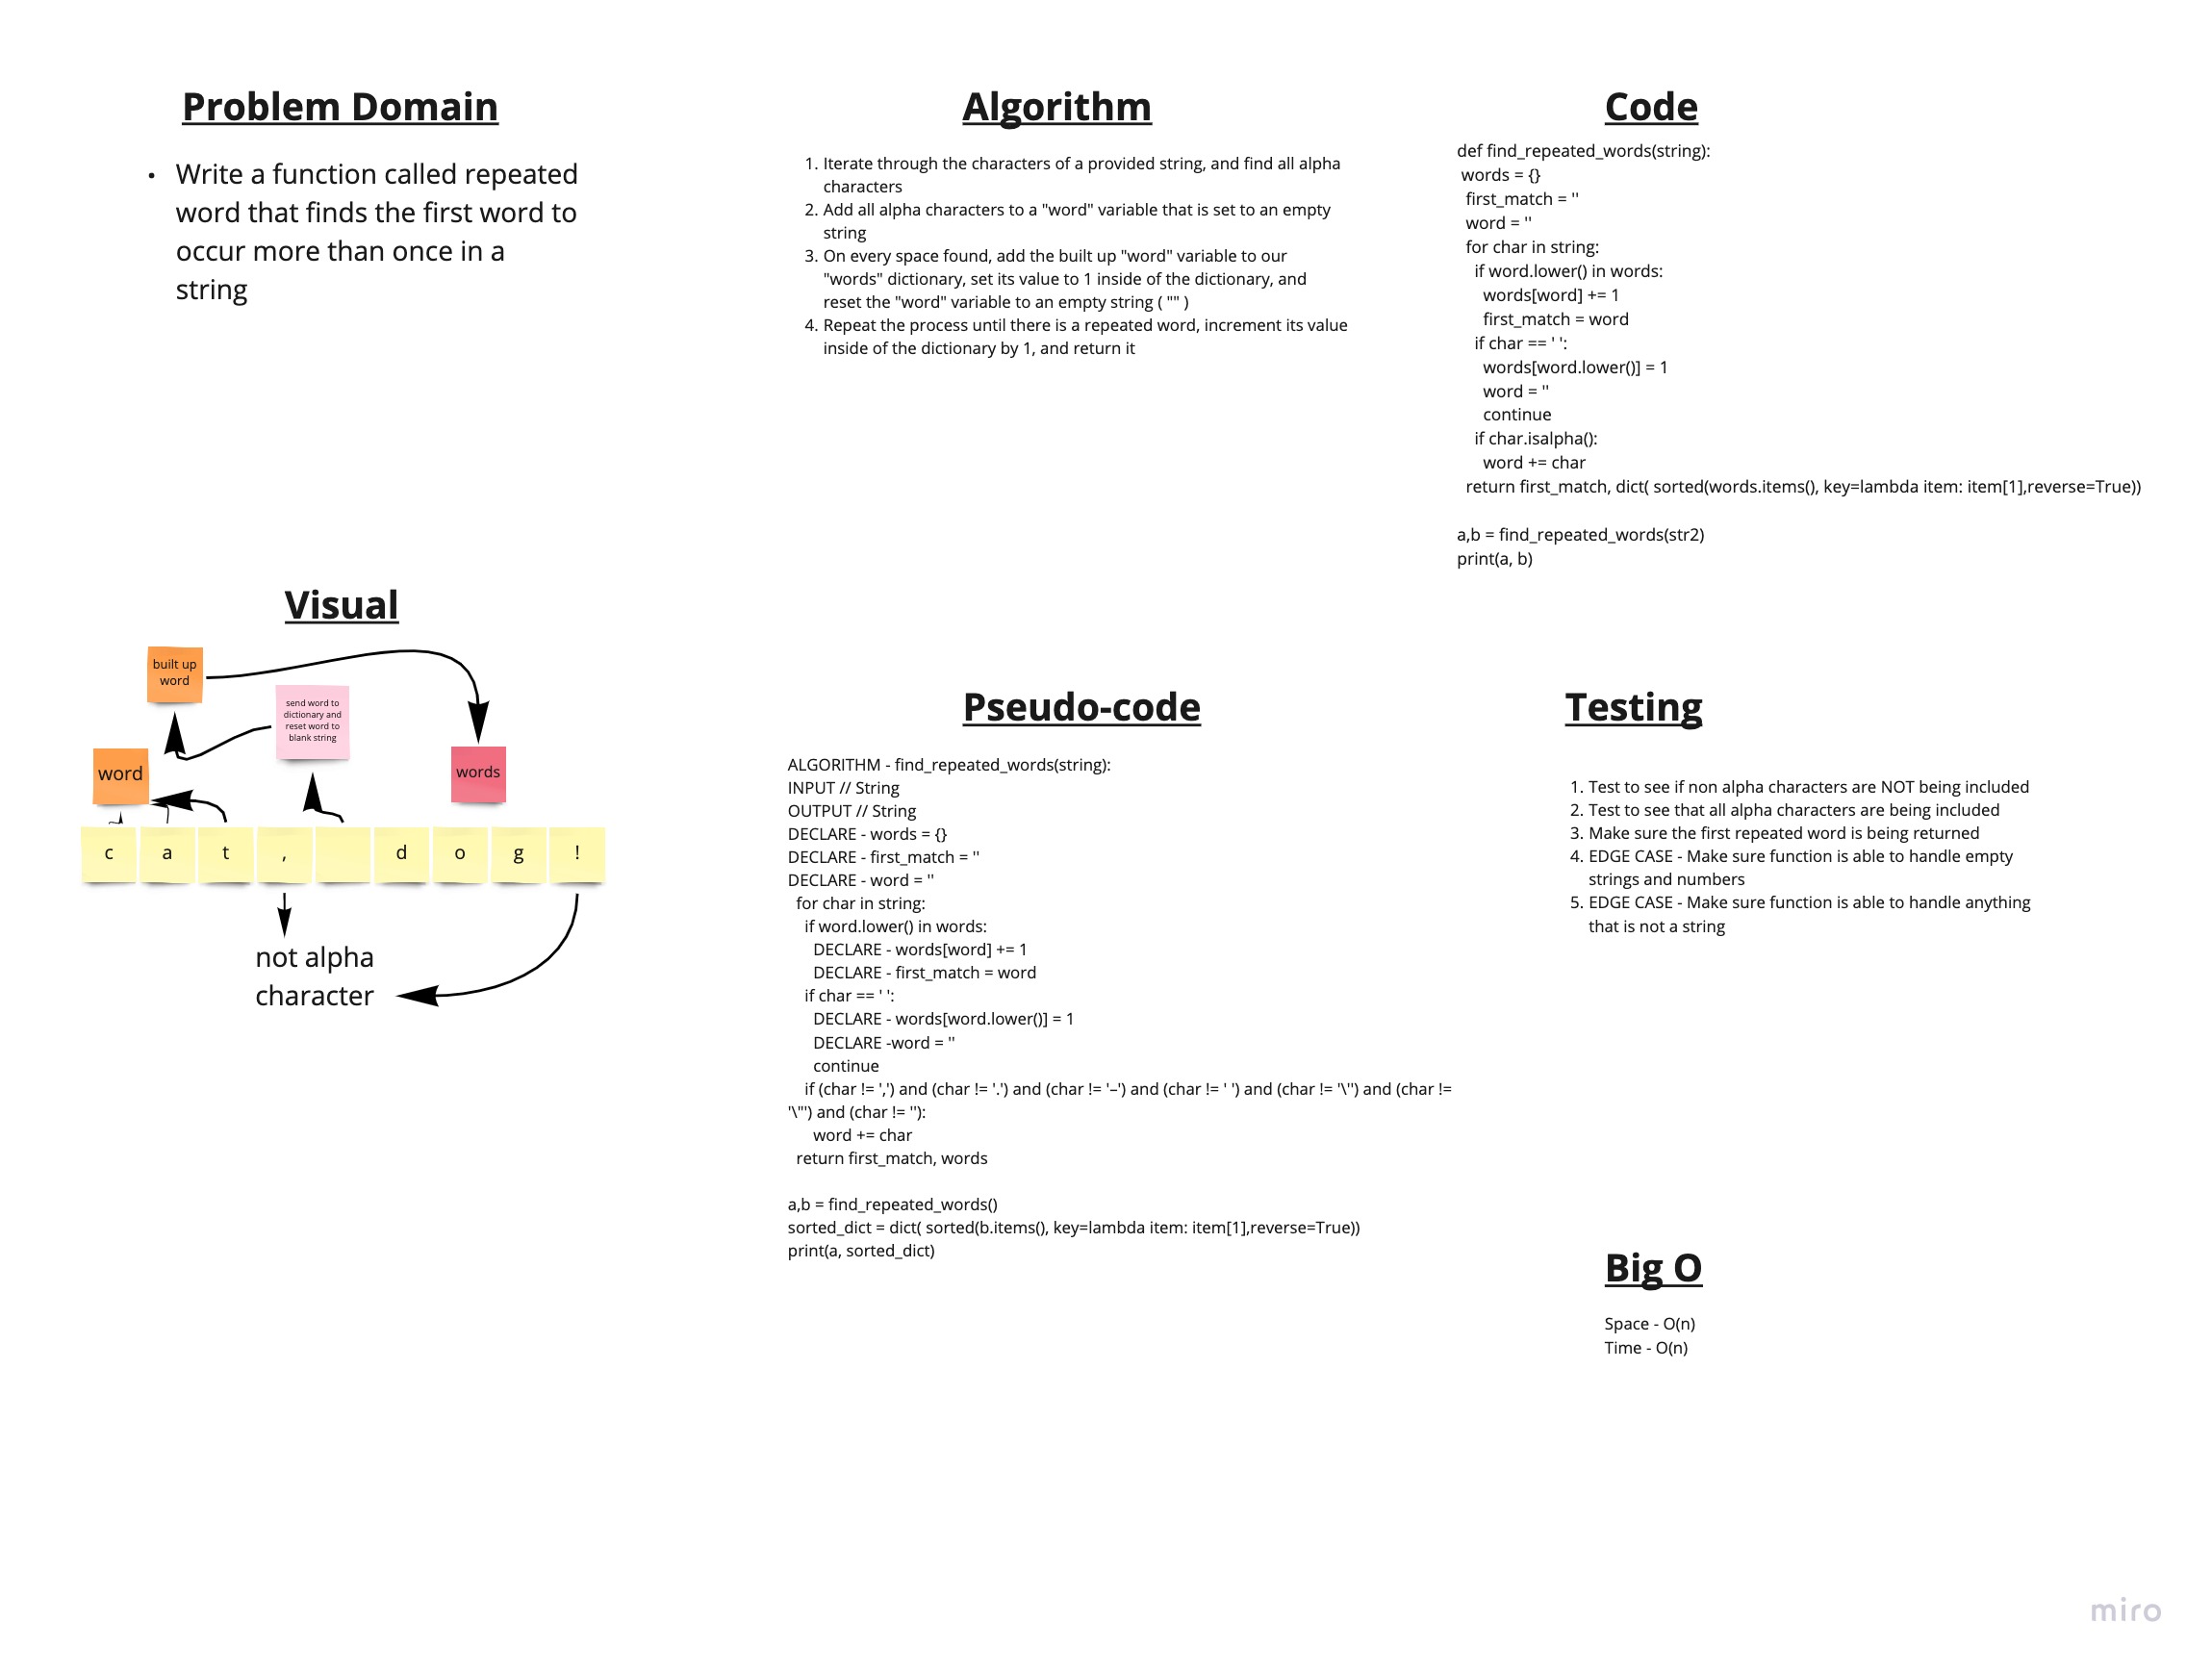 Problem Domain
• Write a function called repeated
word that finds the first word to
occur more than once in a
string
Algorithm
1. Iterate through the characters of a provided string, and find all alpha
characters
2. Add all alpha characters to a "word" variable that is set to an empty
string
3. On every space found, add the built up "word" variable to our
"words" dictionary, set its value to 1 inside of the dictionary, and
reset the "word" variable to an empty string ( "" )
4. Repeat the process until there is a repeated word, increment its value
inside of the dictionary by 1, and return it
Code
def find_repeated_words(string):
words = {}
first_match = ''
word = ''
for char in string:
if word.lower() in words:
words[word] += 1
first_match = word
if char == ' ':
words[word.lower()] = 1
word = ''
continue
if char.isalpha():
word += char
return first_match, dict( sorted(words.items(), key=lambda item: item[1],reverse=True))
a,b = find_repeated_words(str2)
print(a, b)
Visual
built up
word
send word to
dictionary and
reset word to
blank string
word
words
c a t , d o g !
not alpha
character
Pseudo-code
ALGORITHM - find_repeated_words(string):
INPUT // String
OUTPUT // String
DECLARE - words = {}
DECLARE - first_match = ''
DECLARE - word = ''
for char in string:
if word.lower() in words:
DECLARE - words[word] += 1
DECLARE - first_match = word
if char == ' ':
DECLARE - words[word.lower()] = 1
DECLARE -word = ''
continue
if (char != ',') and (char != '.') and (char != '–') and (char != ' ') and (char != '\'') and (char !=
'\"') and (char != ''):
word += char
return first_match, words
a,b = find_repeated_words()
sorted_dict = dict( sorted(b.items(), key=lambda item: item[1],reverse=True))
print(a, sorted_dict)
Testing
1. Test to see if non alpha characters are NOT being included
2. Test to see that all alpha characters are being included
3. Make sure the first repeated word is being returned
4. EDGE CASE - Make sure function is able to handle empty
strings and numbers
5. EDGE CASE - Make sure function is able to handle anything
that is not a string
Big O
Space - O(n)
Time - O(n)
miro